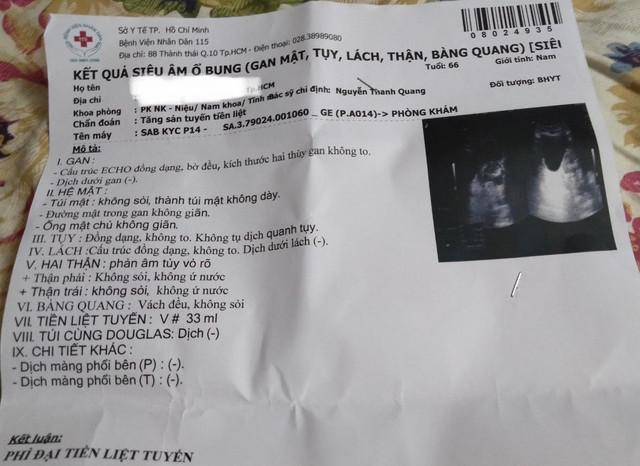 Sở Y Tế TP. Hồ Chí Minh
Bệnh Viện Nhân Dân 115
Địa chỉ: 88 Thành Thái Q.10 Tp.HCM - Điện thoại: 028.38989080
08024935
KẾT QUẢ SIÊU ÂM Ổ BỤNG (GAN MẬT, TỤY, LÁCH, THẬN, BÀNG QUANG) [SIÊU
Họ tên
Tuổi: 66
Giới tính: Nam
Địa chỉ
Tp.HCM
Khoa phòng : PK NK - Niệu/ Nam khoa/ Tính Bác sỹ chỉ định: Nguyễn Thanh Quang
Đối tượng: BHYT
Chẩn đoán : Tăng sản tuyến tiền liệt
Tên máy : SAB KYC P14 - SA.3.79024.001060 _ GE (P.A014)-> PHÒNG KHÁM
Mô tả:
I. GAN :
- Cấu trúc ECHO đồng dạng, bờ đều, kích thước hai thùy gan không to.
- Dịch dưới gan (-).
II. HỆ MẬT :
- Túi mật : không sỏi, thành túi mật không dày.
- Đường mật trong gan không giãn.
- Ống mật chủ không giãn.
III. TỤY : Đồng dạng, không to. Không tụ dịch quanh tụy.
IV. LÁCH :Cấu trúc đồng dạng, không to. Dịch dưới lách (-).
V. HAI THẬN : phân âm tủy vỏ rõ
+ Thận phải : Không sỏi, không ứ nước
+ Thận trái : không sỏi, không ứ nước
VI. BÀNG QUANG : Vách đều, không sỏi
VII. TIỀN LIỆT TUYẾN : V # 33 ml
VIII. TÚI CÙNG DOUGLAS: Dịch (-)
IX. CHI TIẾT KHÁC :
- Dịch màng phổi bên (P) : (-).
- Dịch màng phổi bên (T) : (-).
Kết luận:
PHÌ ĐẠI TIỀN LIỆT TUYẾN